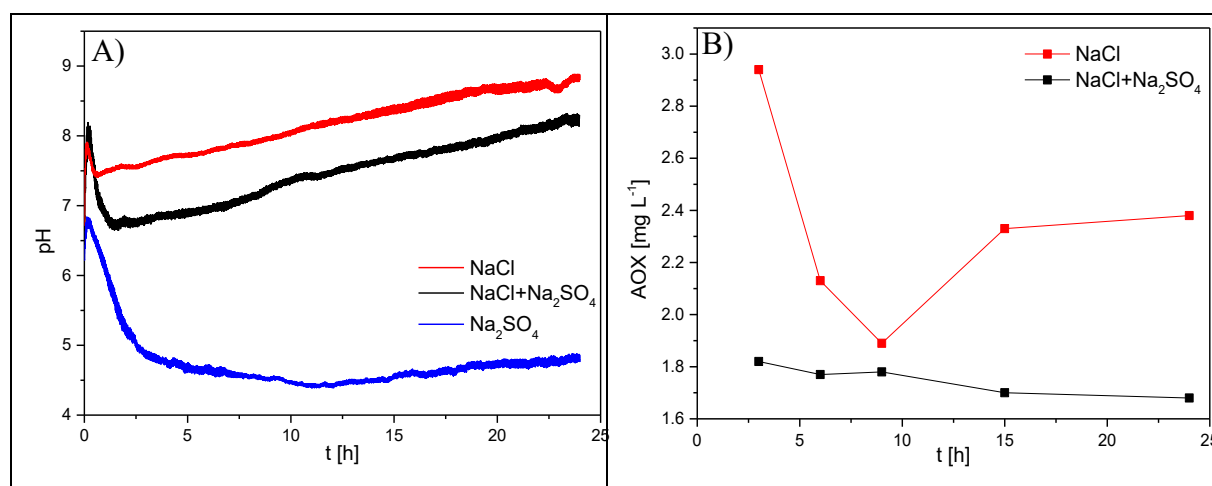 A)
9
8
7
6
5
4
pH
NaCl
NaCl+Na₂SO₄
Na₂SO₄
0 5 10 15 20 25
t [h]
B)
3.0
2.8
2.6
2.4
2.2
2.0
1.8
1.6
AOX [mg L⁻¹]
NaCl
NaCl+Na₂SO₄
0 5 10 15 20 25
t [h]